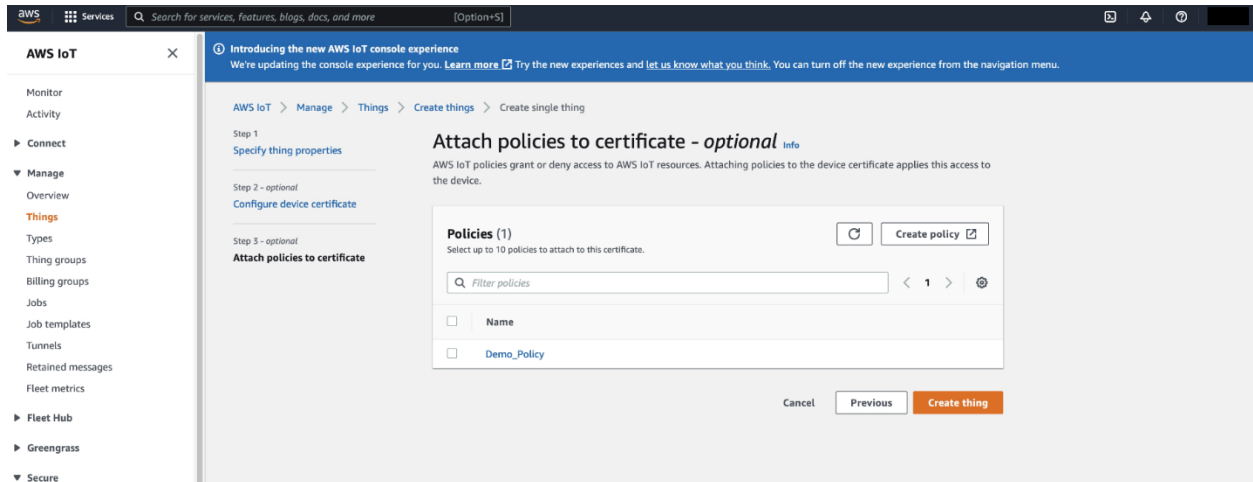 aws
Services
Search for services, features, blogs, docs, and more
[Option+S]
AWS IoT
Monitor
Activity
Connect
Manage
Overview
Things
Types
Thing groups
Billing groups
Jobs
Job templates
Tunnels
Retained messages
Fleet metrics
Fleet Hub
Greengrass
Secure
Introducing the new AWS IoT console experience
We're updating the console experience for you. Learn more Try the new experiences and let us know what you think. You can turn off the new experience from the navigation menu.
AWS IoT > Manage > Things > Create things > Create single thing
Step 1
Specify thing properties
Step 2 - optional
Configure device certificate
Step 3 - optional
Attach policies to certificate
Attach policies to certificate - optional Info
AWS IoT policies grant or deny access to AWS IoT resources. Attaching policies to the device certificate applies this access to
the device.
Policies (1)
Select up to 10 policies to attach to this certificate.
Create policy
Filter policies
1
Name
Demo_Policy
Cancel
Previous
Create thing